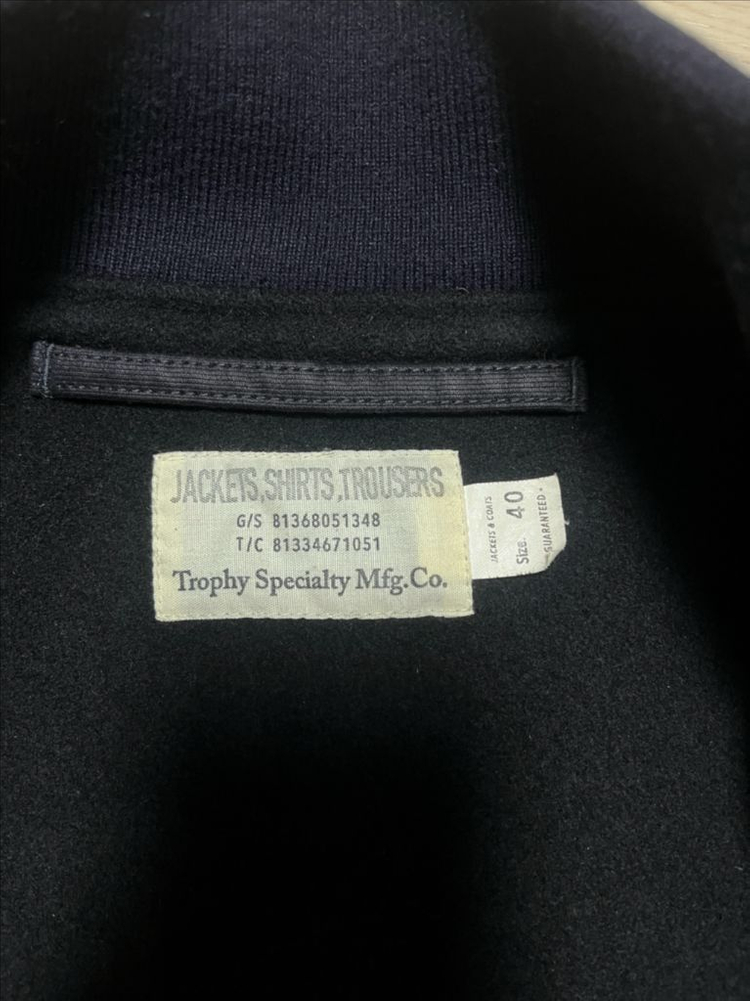 JACKETS,SHIRTS,TROUSERS
G/S 81368051348
T/C 81334671051
Trophy Specialty Mfg.Co.
JACKETS & COATS
Size. 40
GUARANTEED·